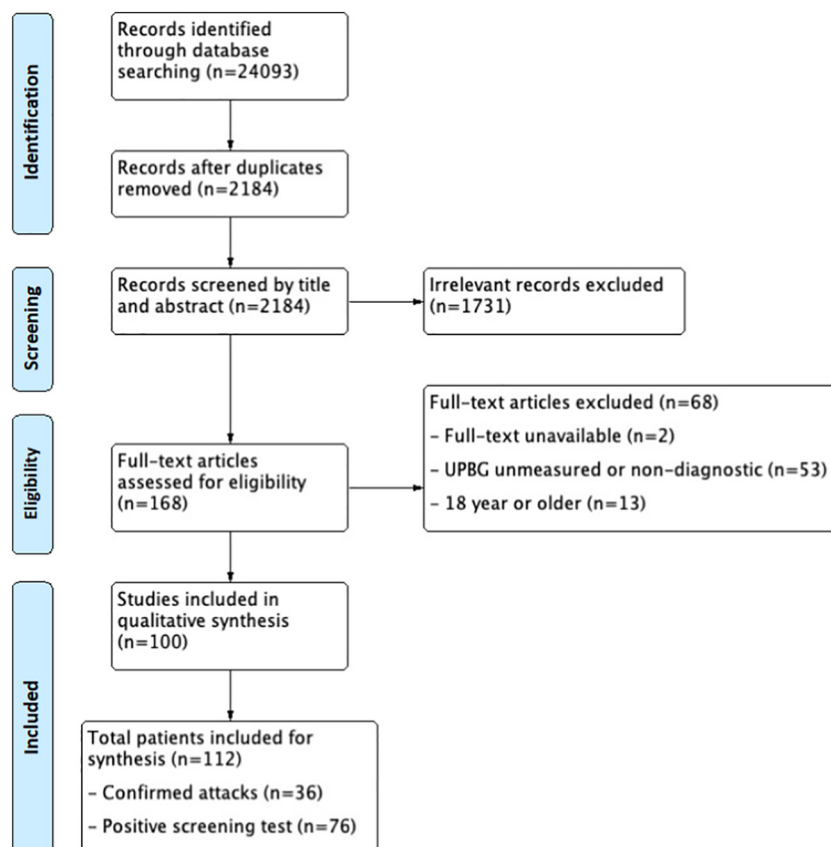 Identification
Records identified
through database
searching (n=24093)
Records after duplicates
removed (n=2184)
Screening
Records screened by title
and abstract (n=2184)
Irrelevant records excluded
(n=1731)
Eligibility
Full-text articles
assessed for eligibility
(n=168)
Full-text articles excluded (n=68)
- Full-text unavailable (n=2)
- UPBG unmeasured or non-diagnostic (n=53)
- 18 year or older (n=13)
Included
Studies included in
qualitative synthesis
(n=100)
Total patients included for
synthesis (n=112)
- Confirmed attacks (n=36)
- Positive screening test (n=76)